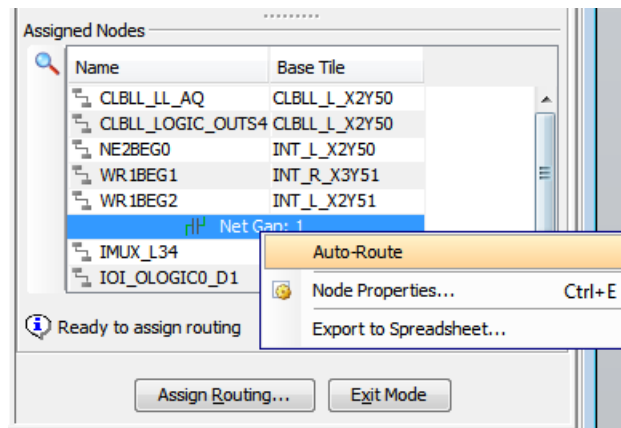 Assigned Nodes
Name Base Tile
CLBLL_LL_AQ CLBLL_L_X2Y50
CLBLL_LOGIC_OUTS4 CLBLL_L_X2Y50
NE2BEG0 INT_L_X2Y50
WR1BEG1 INT_R_X3Y51
WR1BEG2 INT_L_X2Y51
Net Gap: 1
IMUX_L34 Auto-Route
IOI_OLOGIC0_D1 Node Properties... Ctrl+E
Ready to assign routing Export to Spreadsheet...
Assign Routing... Exit Mode